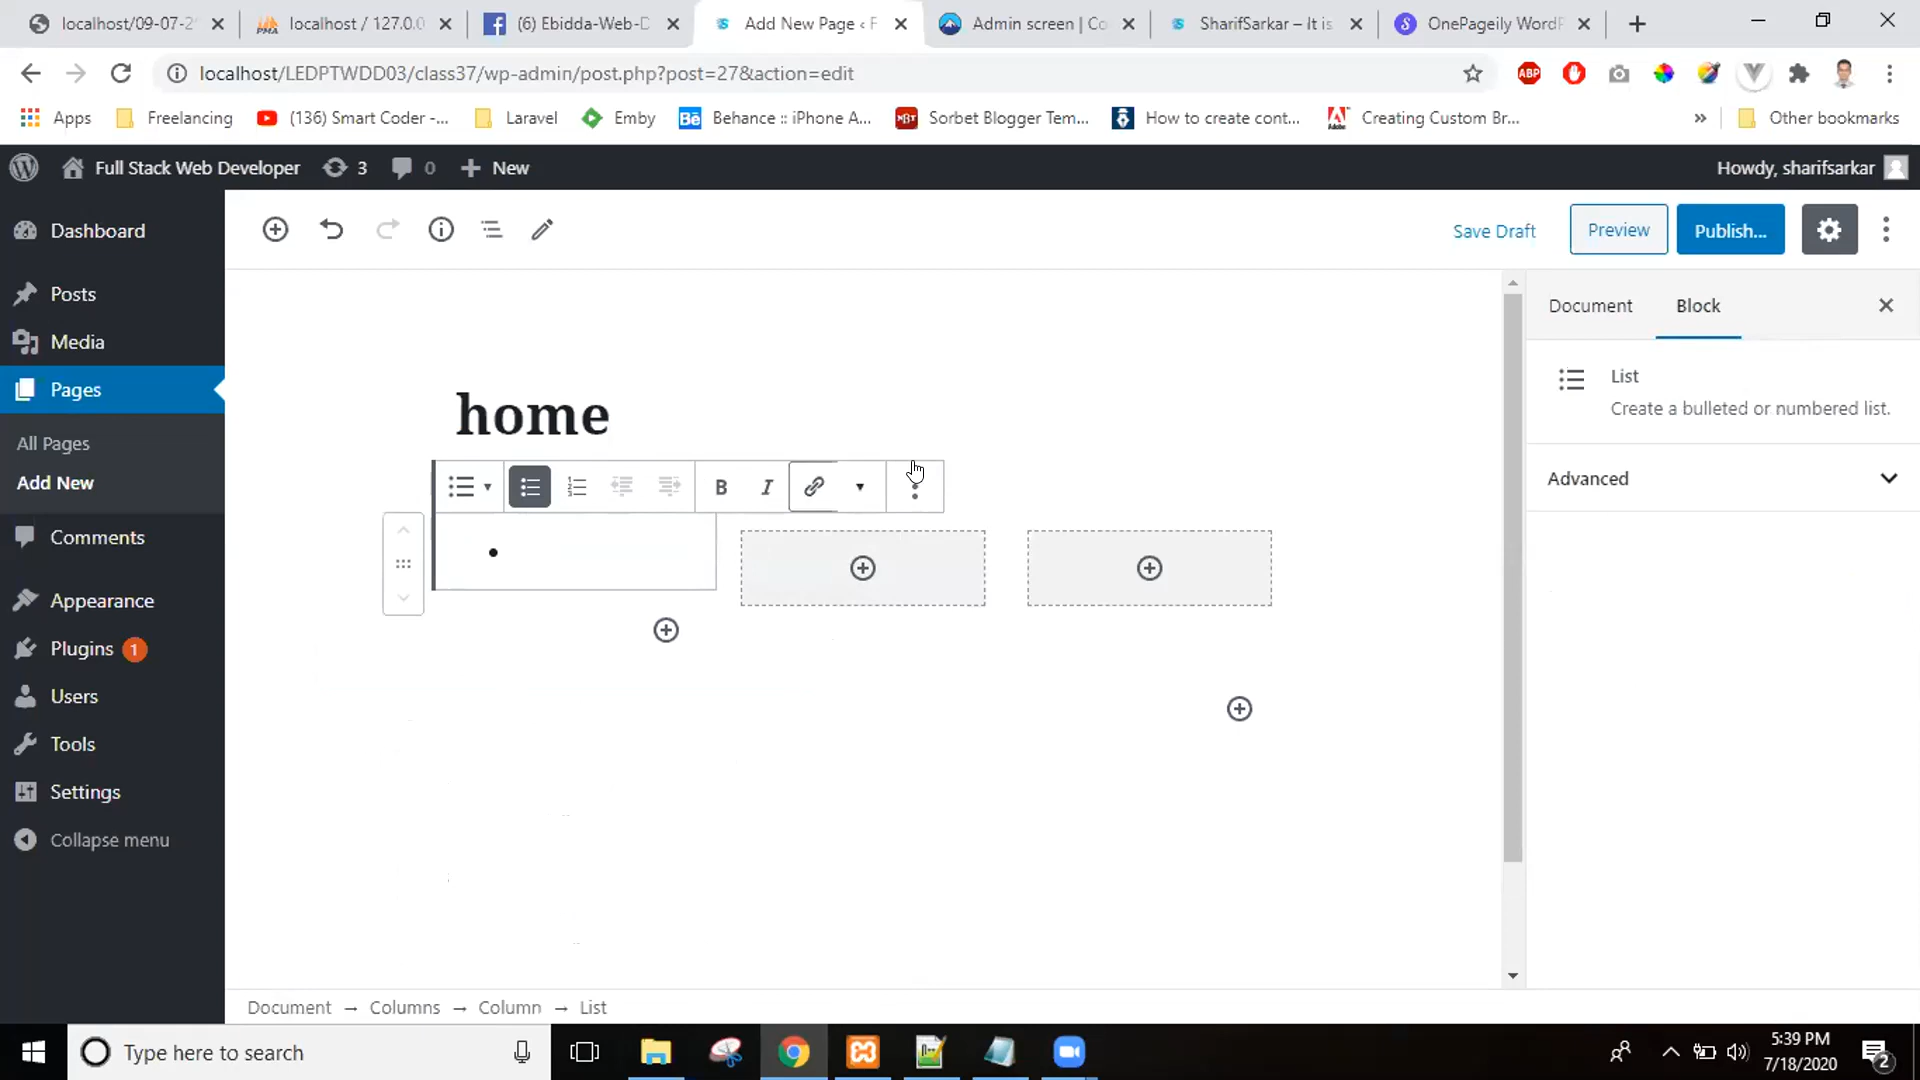 localhost/09-07-2
localhost / 127.0.0
(6) Ebidda-Web-D
Add New Page ‹ F
Admin screen | Co
SharifSarkar – It is
OnePageily WordP
localhost/LEDPTWDD03/class37/wp-admin/post.php?post=27&action=edit
ABP
Apps
Freelancing
(136) Smart Coder -...
Laravel
Emby
Bē
Behance :: iPhone A...
MBT
Sorbet Blogger Tem...
How to create cont...
Creating Custom Br...
»
Other bookmarks
Full Stack Web Developer
3
0
New
Howdy, sharifsarkar
Dashboard
Posts
Media
Pages
All Pages
Add New
Comments
Appearance
Plugins 1
Users
Tools
Settings
Collapse menu
Save Draft
Preview
Publish...
home
B
I
Document
Block
List
Create a bulleted or numbered list.
Advanced
Document → Columns → Column → List
Type here to search
5:39 PM
7/18/2020
2